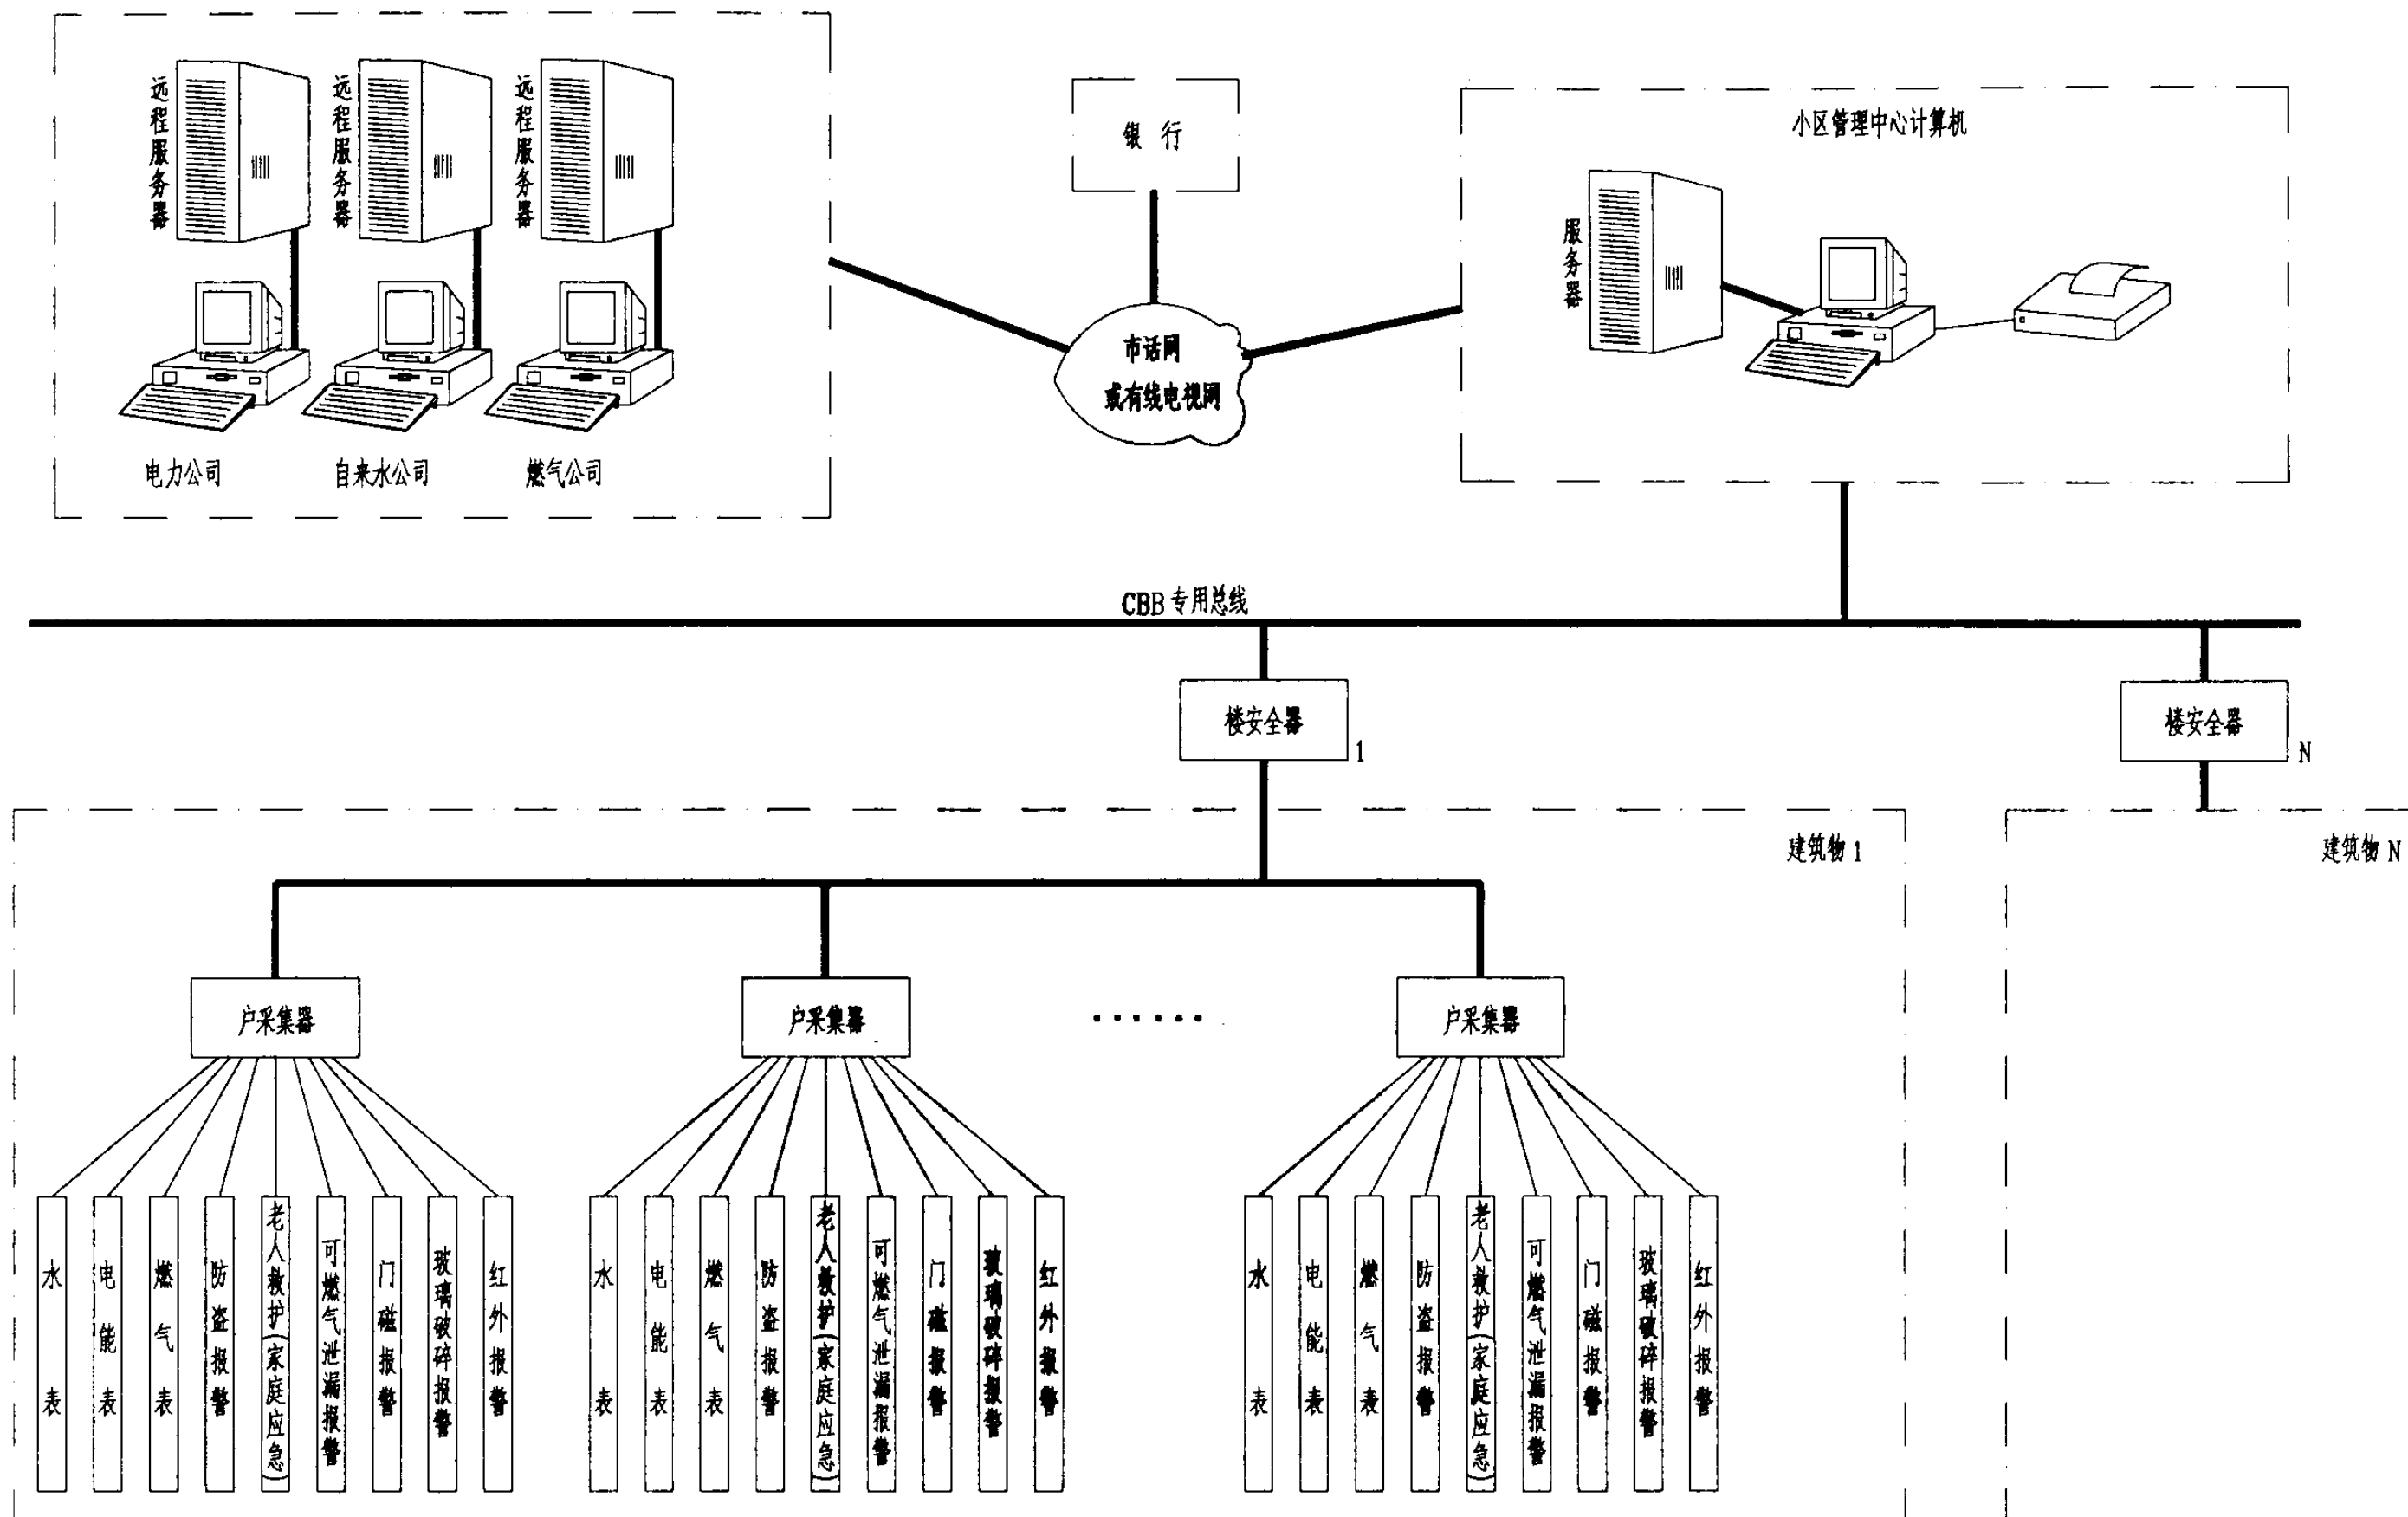 远程服务器
远程服务器
远程服务器
电力公司
自来水公司
燃气公司
银行
市话网
或有线电视网
小区管理中心计算机
服务器
CBB 专用总线
楼安全器
1
楼安全器
N
建筑物 1
建筑物 N
户采集器
户采集器
······
户采集器
水表
电能表
燃气表
防盗报警
老人救护(家庭应急)
可燃气泄漏报警
门磁报警
玻璃破碎报警
红外报警
水表
电能表
燃气表
防盗报警
老人救护(家庭应急)
可燃气泄漏报警
门磁报警
玻璃破碎报警
红外报警
水表
电能表
燃气表
防盗报警
老人救护(家庭应急)
可燃气泄漏报警
门磁报警
玻璃破碎报警
红外报警